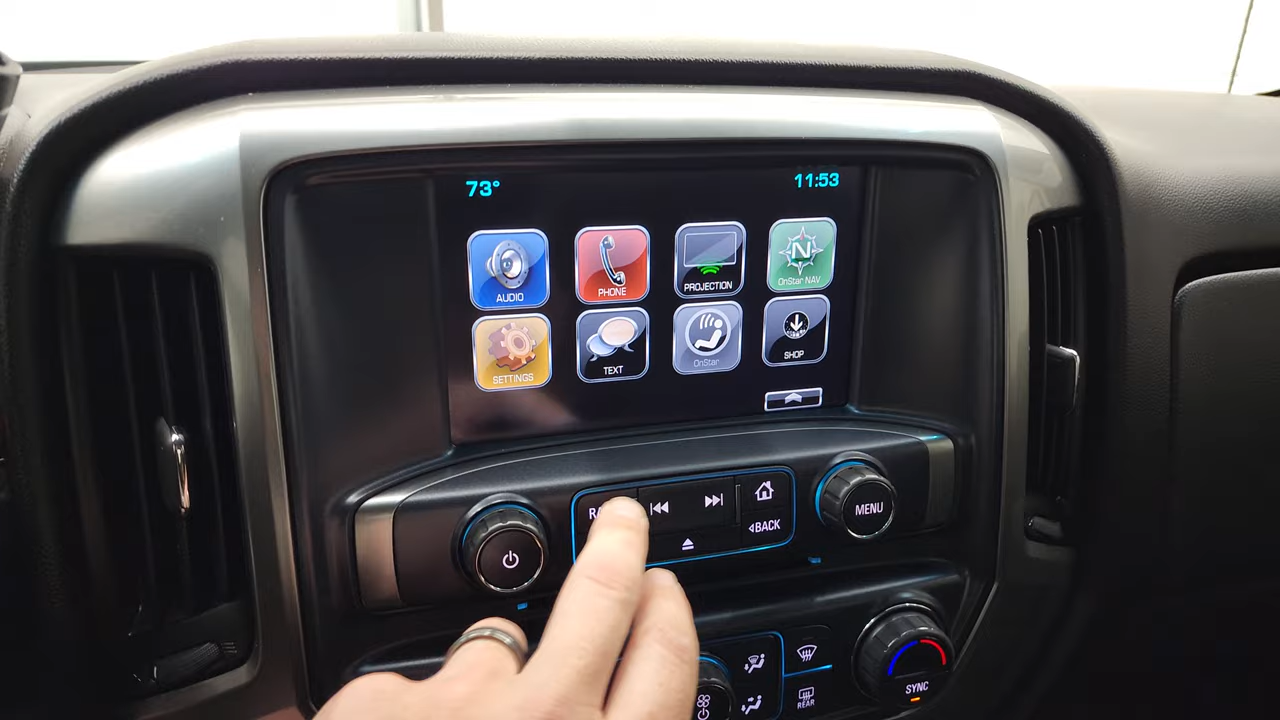 73°
11:53
AUDIO
PHONE
PROJECTION
N
OnStar NAV
SETTINGS
TEXT
OnStar
SHOP
BACK
MENU
REAR
SYNC